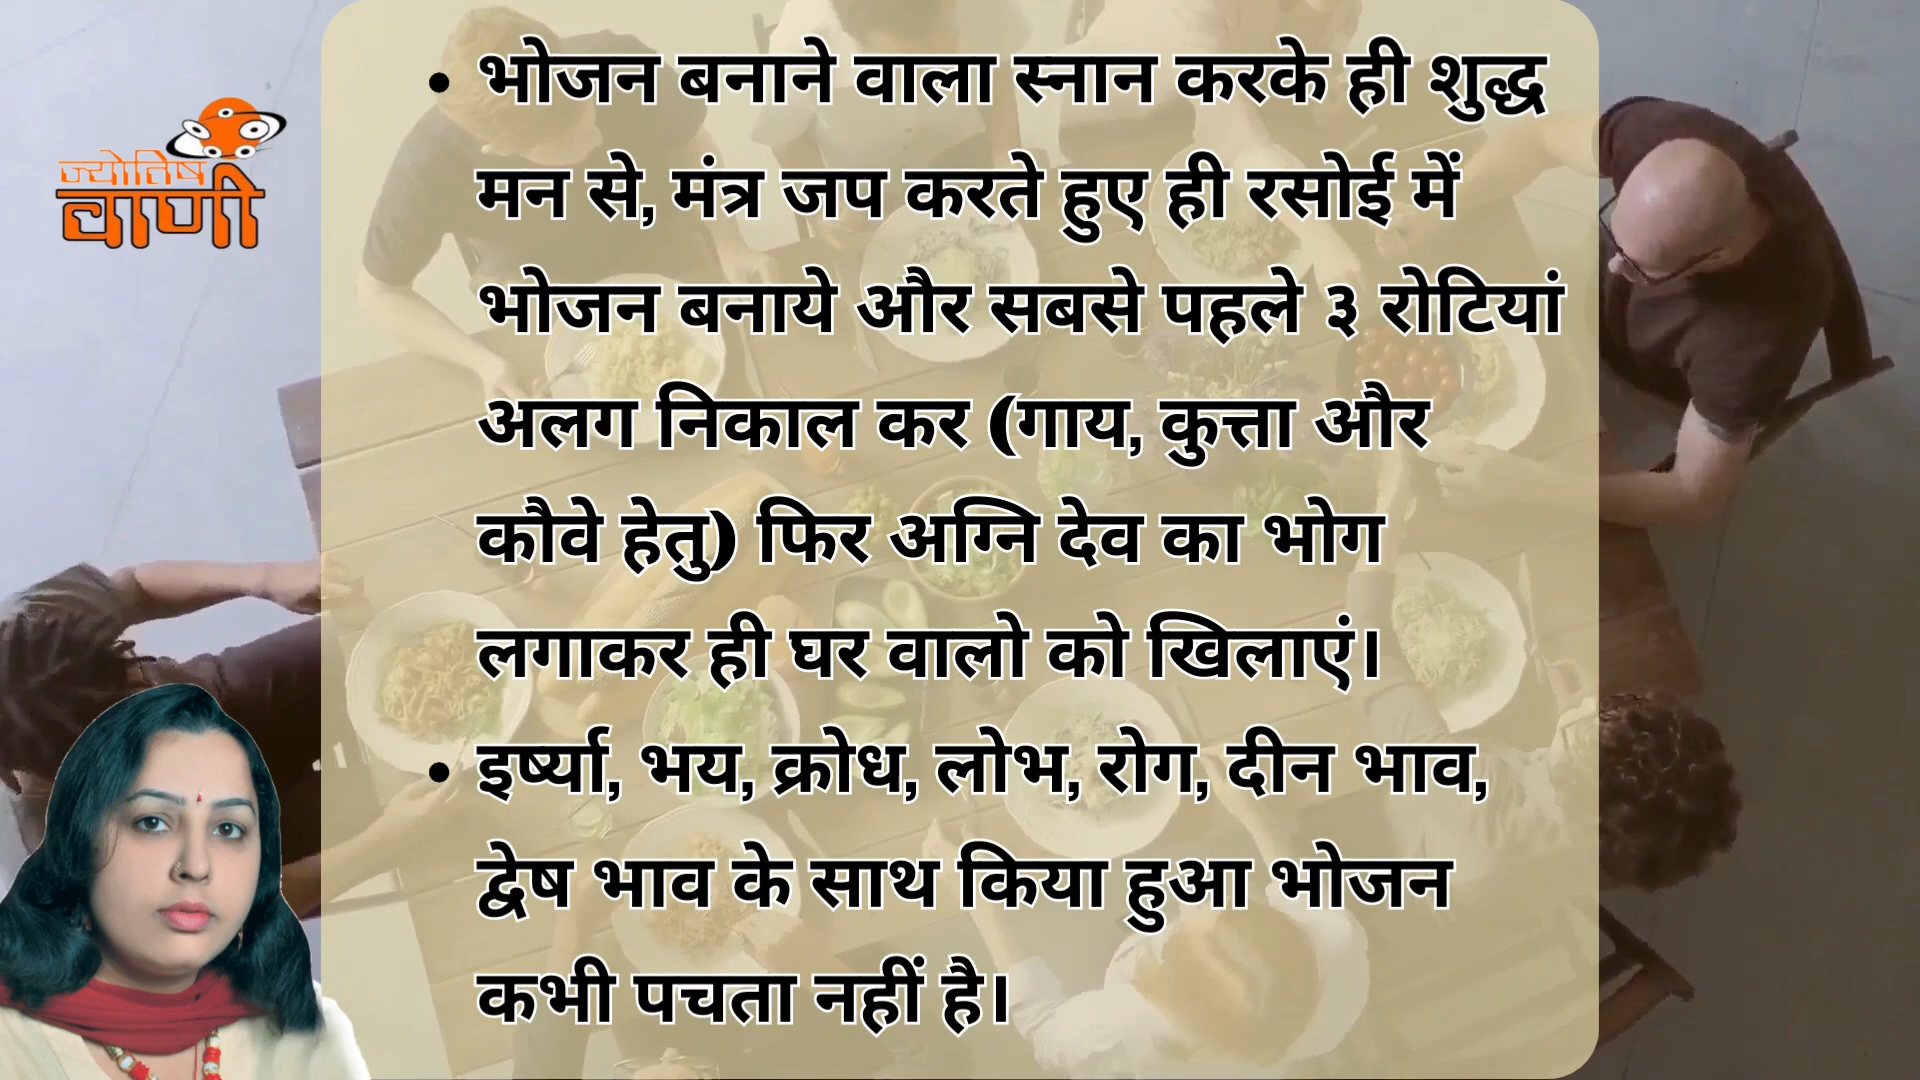 ज्योतिष
वाणी
• भोजन बनाने वाला स्नान करके ही शुद्ध
मन से, मंत्र जप करते हुए ही रसोई में
भोजन बनाये और सबसे पहले ३ रोटियां
अलग निकाल कर (गाय, कुत्ता और
कौवे हेतु) फिर अग्नि देव का भोग
लगाकर ही घर वालो को खिलाएं।
• इर्ष्या, भय, क्रोध, लोभ, रोग, दीन भाव,
द्वेष भाव के साथ किया हुआ भोजन
कभी पचता नहीं है।